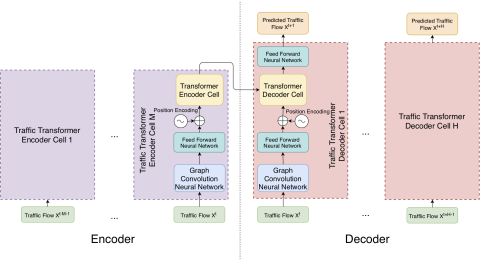 Predicted Traffic
Flow X^t+1
Predicted Traffic
Flow X^t+H
Feed Forward
Neural Network
Traffic Transformer
Encoder Cell 1
...
Traffic Transformer
Encoder Cell M
Transformer
Encoder Cell
Position Encoding
Feed Forward
Neural Network
Graph
Convolution
Neural Network
Transformer
Decoder Cell
Position Encoding
Feed Forward
Neural Network
Graph
Convolution
Neural Network
Traffic Transformer
Decoder Cell 1
...
Traffic Transformer
Decoder Cell H
Traffic Flow X^t-M-1
...
Traffic Flow X^t
Traffic Flow X^t
...
Traffic Flow X^t+H-1
Encoder
Decoder